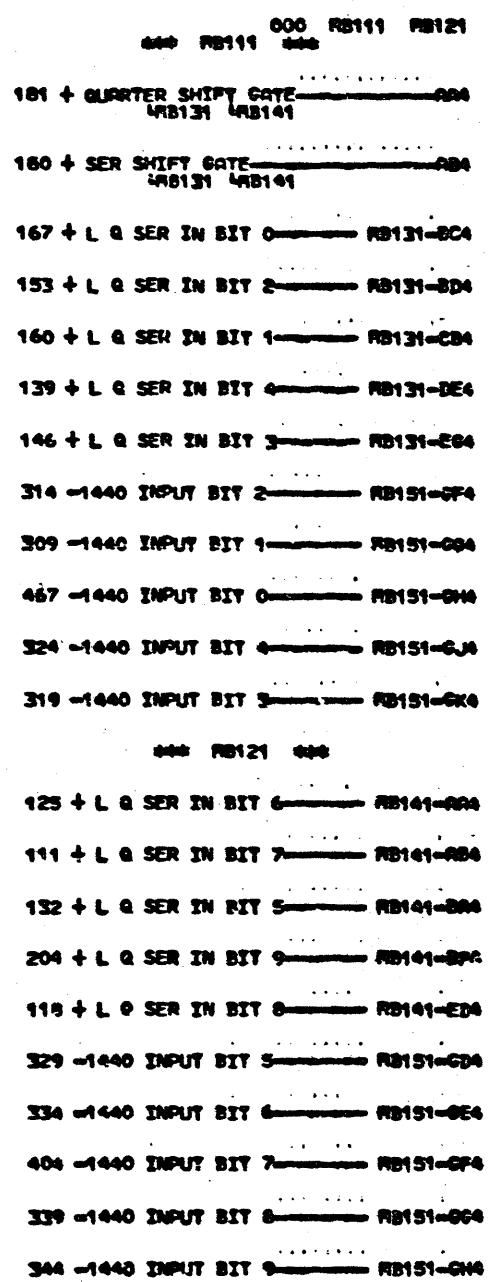 000 RB111 RB121
*** RB111 ***
181 + QUARTER SHIFT GATE AA4
RB131 RB141
160 + SER SHIFT GATE AB4
RB131 RB141
167 + L Q SER IN BIT 0 RB131-BC4
153 + L Q SER IN BIT 2 RB131-BD4
160 + L Q SER IN BIT 1 RB131-CB4
139 + L Q SER IN BIT 4 RB131-DE4
146 + L Q SER IN BIT 3 RB131-EG4
314 -1440 INPUT BIT 2 RB151-GF4
309 -1440 INPUT BIT 1 RB151-GG4
467 -1440 INPUT BIT 0 RB151-GH4
324 -1440 INPUT BIT 4 RB151-GJ4
319 -1440 INPUT BIT 3 RB151-GK4
*** RB121 ***
125 + L Q SER IN BIT 6 RB141-AA4
111 + L Q SER IN BIT 7 RB141-AB4
132 + L Q SER IN BIT 5 RB141-BA4
204 + L Q SER IN BIT 9
118 + L Q SER IN BIT 8 RB141-ED4
329 -1440 INPUT BIT 5 RB151-GD4
334 -1440 INPUT BIT 6 RB151-GE4
404 -1440 INPUT BIT 7 RB151-GF4
339 -1440 INPUT BIT 8 RB151-GG4
344 -1440 INPUT BIT 9 RB151-GH4